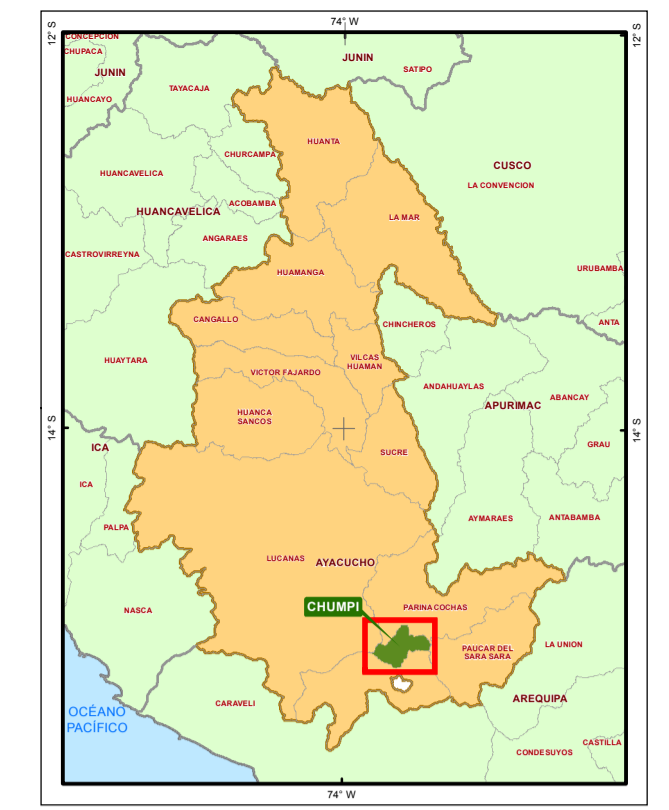 74° W
12° S
12° S
CONCEPCION
CHUPACA
JUNIN
JUNIN
SATIPO
TAYACAJA
HUANCAYO
HUANTA
CHURCAMPA
CUSCO
HUANCAVELICA
LA CONVENCION
ACOBAMBA
HUANCAVELICA
LA MAR
ANGARAES
CASTROVIRREYNA
URUBAMBA
HUAMANGA
CANGALLO
CHINCHEROS
ANTA
HUAYTARA
VILCAS
HUAMAN
VICTOR FAJARDO
ANDAHUAYLAS
ABANCAY
APURIMAC
HUANCA
SANCOS
14° S
14° S
GRAU
ICA
SUCRE
ICA
AYMARAES
ANTABAMBA
PALPA
LUCANAS
AYACUCHO
NASCA
CHUMPI
PARINACOCHAS
PAUCAR DEL
SARA SARA
LA UNION
CARAVELI
AREQUIPA
OCÉANO
PACÍFICO
CASTILLA
CONDESUYOS
74° W